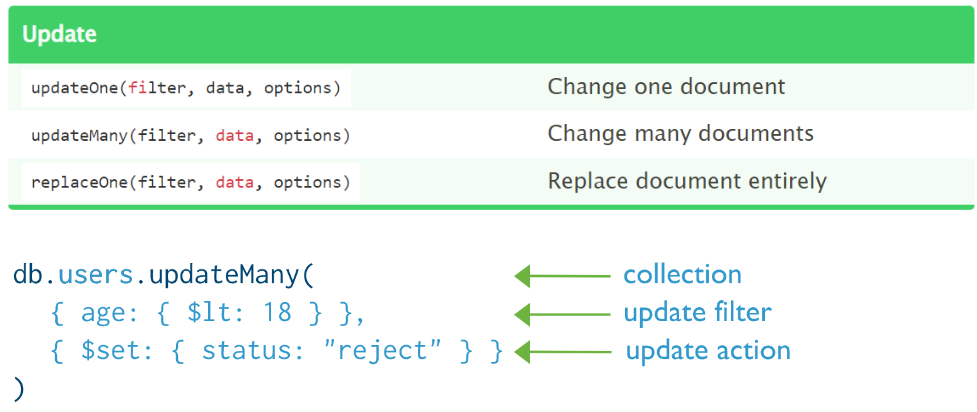 Update
updateOne(filter, data, options) Change one document
updateMany(filter, data, options) Change many documents
replaceOne(filter, data, options) Replace document entirely
db.users.updateMany( collection
{ age: { $lt: 18 } }, update filter
{ $set: { status: "reject" } } update action
)